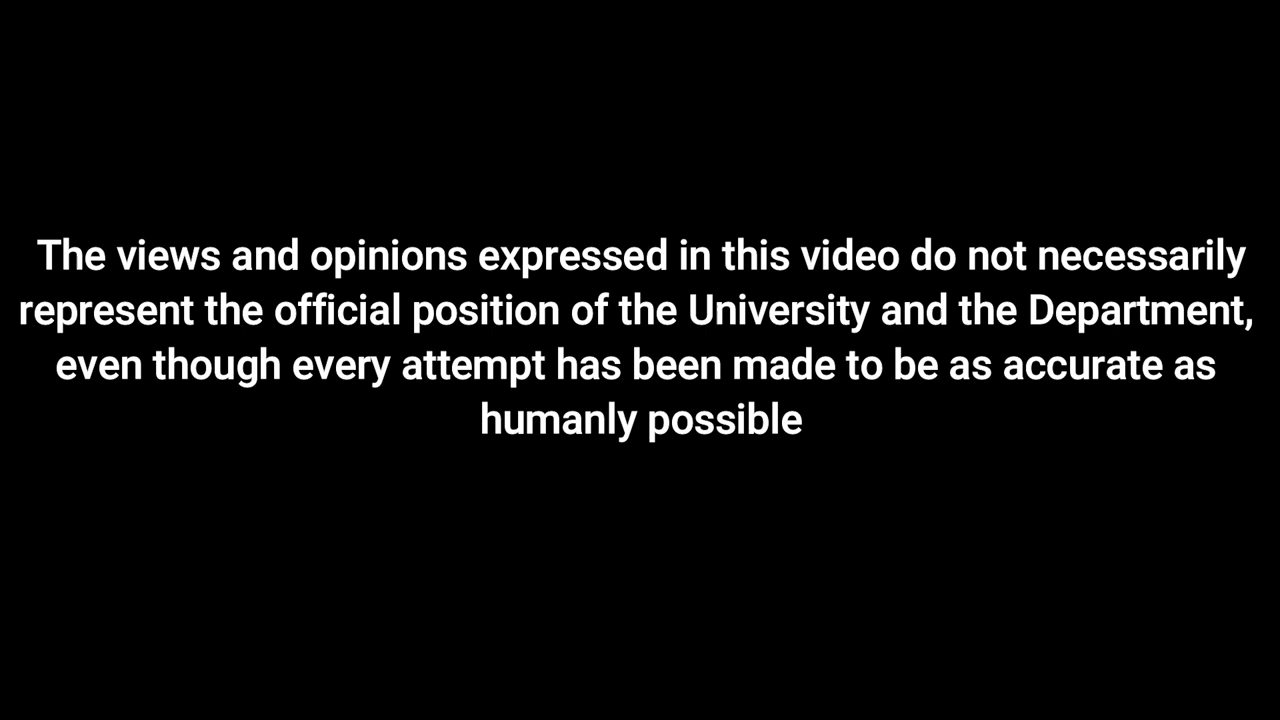 The views and opinions expressed in this video do not necessarily
represent the official position of the University and the Department,
even though every attempt has been made to be as accurate as
humanly possible